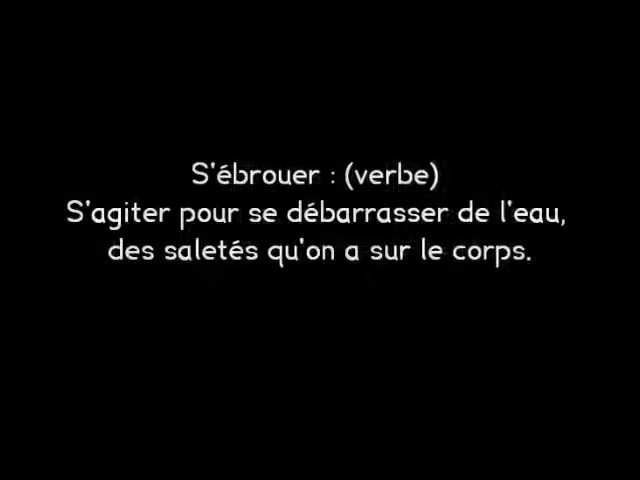 S'ébrouer : (verbe)
S'agiter pour se débarrasser de l'eau,
des saletés qu'on a sur le corps.